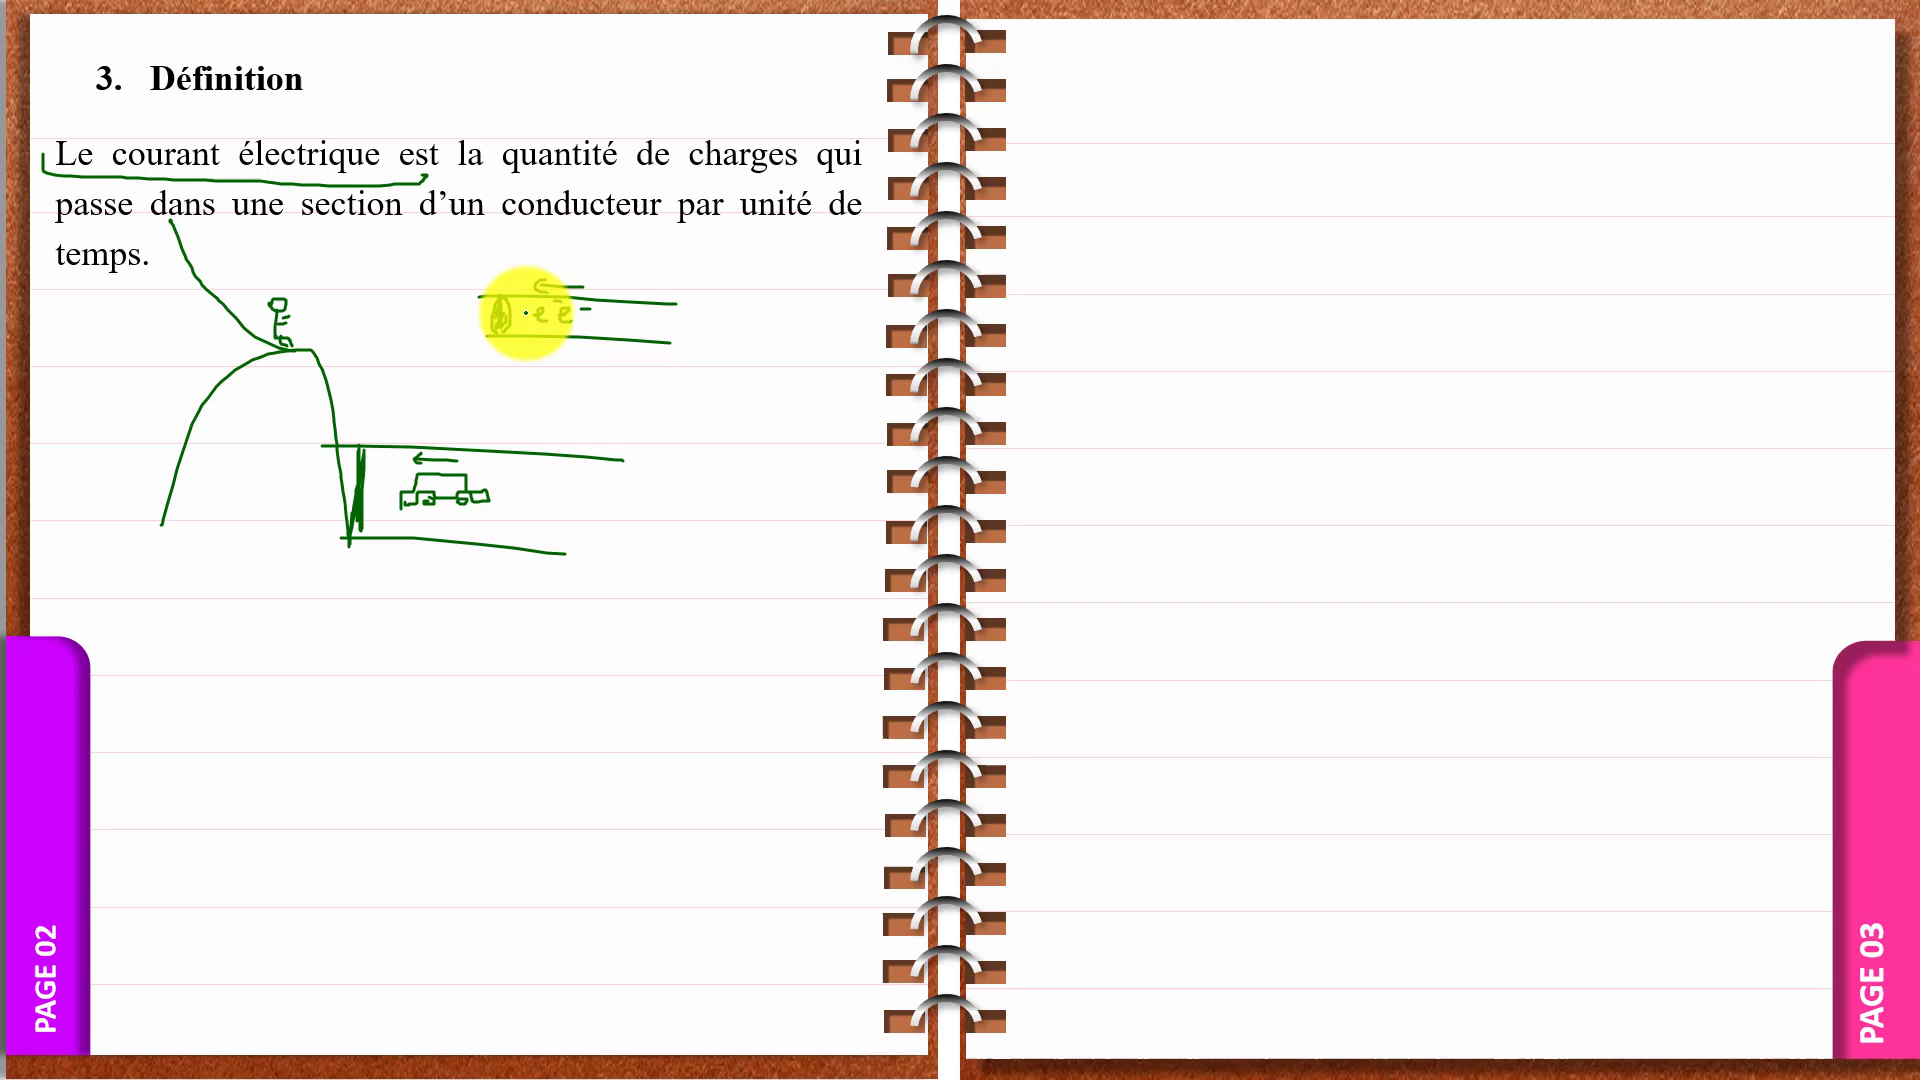 3. Définition
Le courant électrique est la quantité de charges qui
passe dans une section d’un conducteur par unité de
temps.
e⁻ e⁻
PAGE 02
PAGE 03